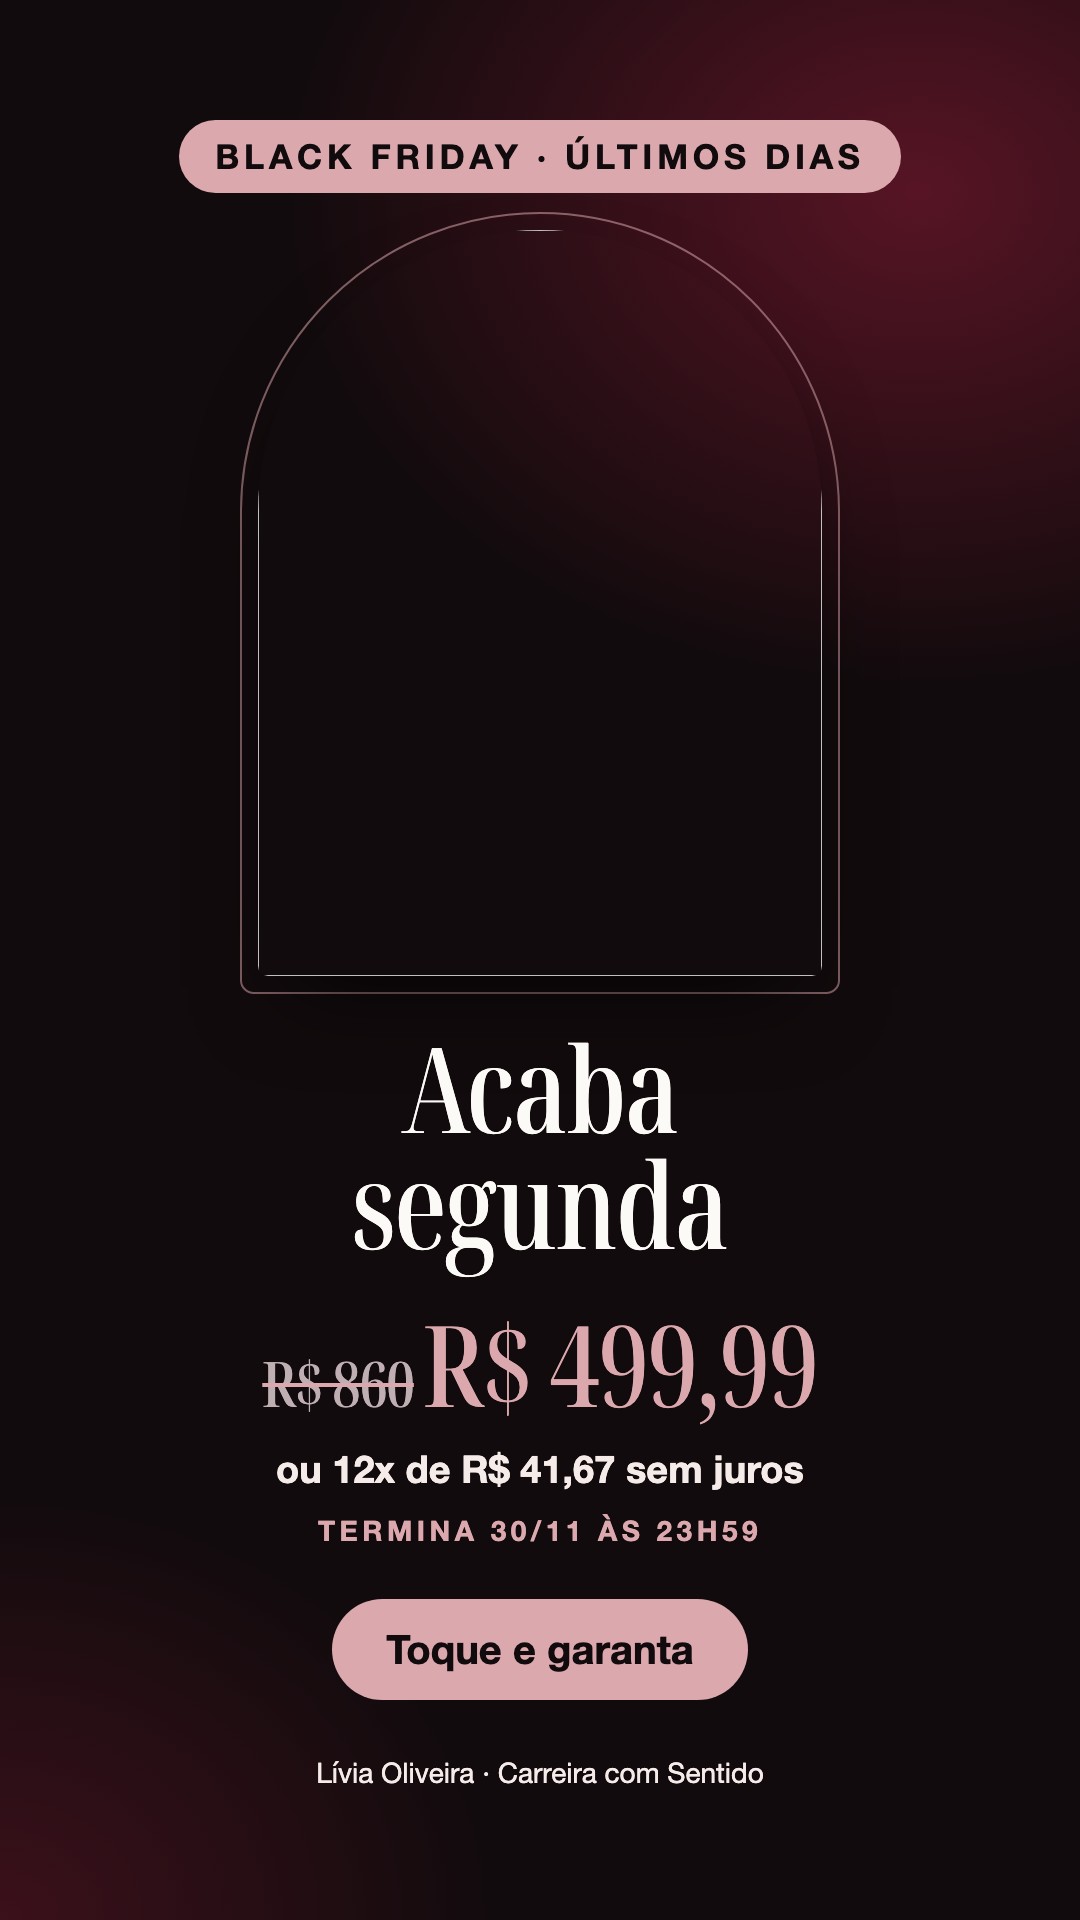 BLACK FRIDAY · ÚLTIMOS DIAS
Acaba
segunda
R$ 860 R$ 499,99
ou 12x de R$ 41,67 sem juros
TERMINA 30/11 ÀS 23H59
Toque e garanta
Lívia Oliveira · Carreira com Sentido